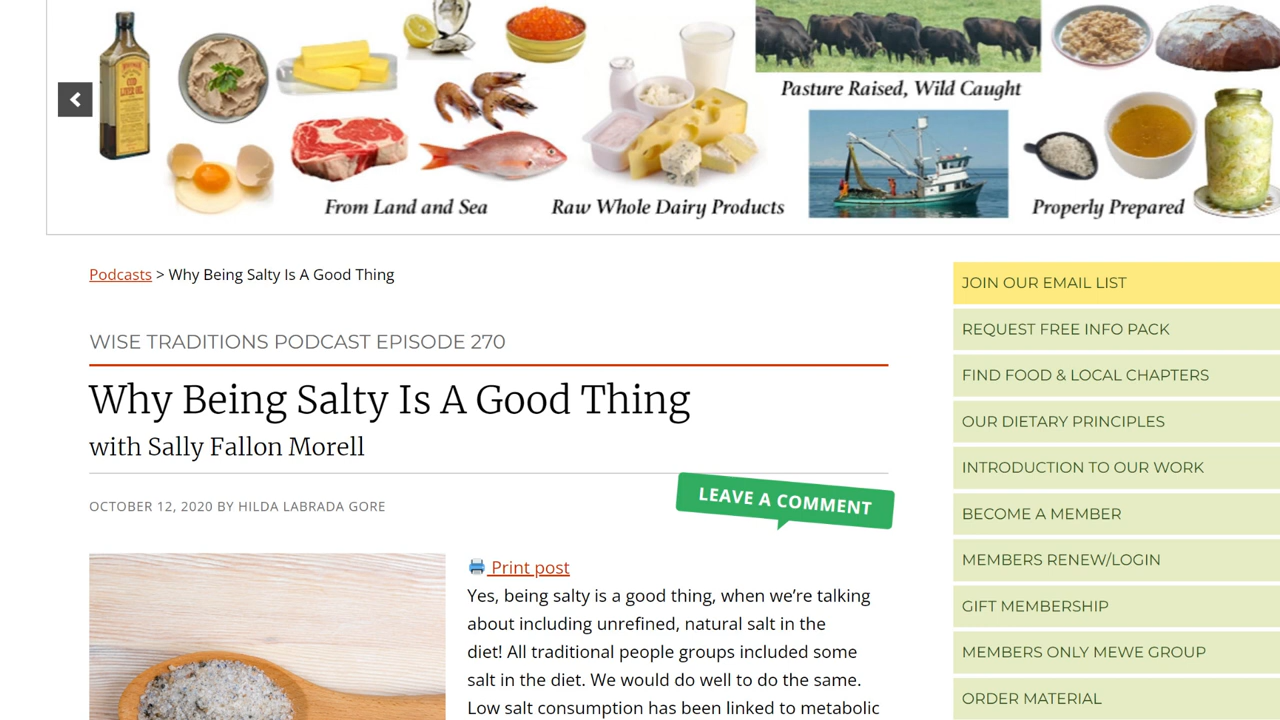 Pasture Raised, Wild Caught
From Land and Sea
Raw Whole Dairy Products
Properly Prepared
Podcasts > Why Being Salty Is A Good Thing
WISE TRADITIONS PODCAST EPISODE 270
Why Being Salty Is A Good Thing
with Sally Fallon Morell
OCTOBER 12, 2020 BY HILDA LABRADA GORE
LEAVE A COMMENT
Print post
Yes, being salty is a good thing, when we’re talking
about including unrefined, natural salt in the
diet! All traditional people groups included some
salt in the diet. We would do well to do the same.
Low salt consumption has been linked to metabolic
JOIN OUR EMAIL LIST
REQUEST FREE INFO PACK
FIND FOOD & LOCAL CHAPTERS
OUR DIETARY PRINCIPLES
INTRODUCTION TO OUR WORK
BECOME A MEMBER
MEMBERS RENEW/LOGIN
GIFT MEMBERSHIP
MEMBERS ONLY MEWE GROUP
ORDER MATERIAL